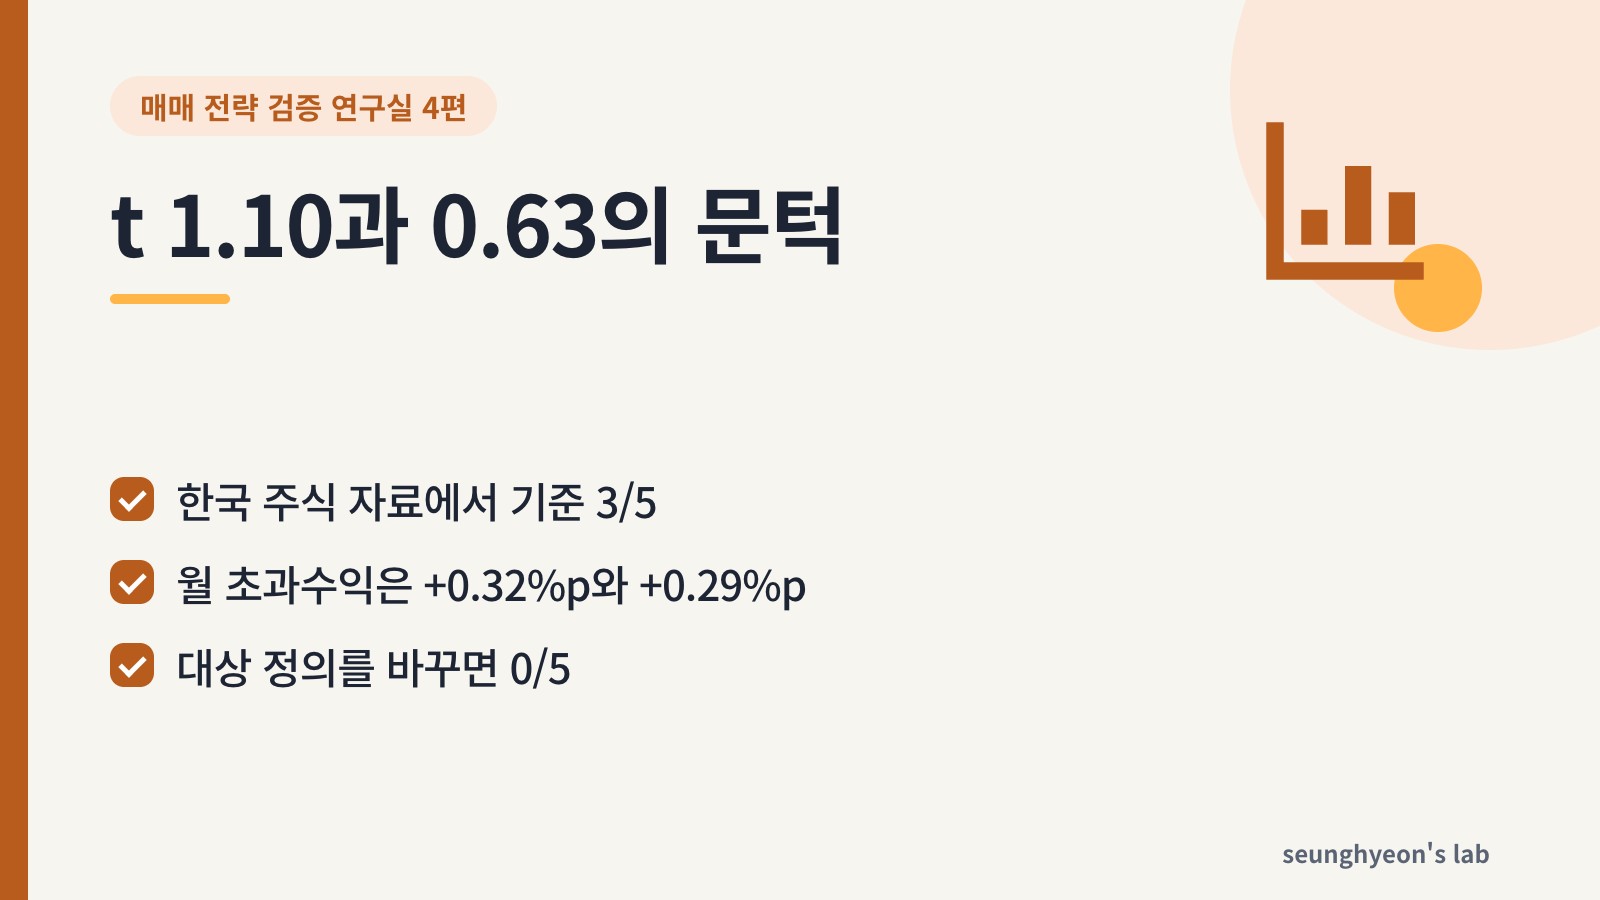 매매 전략 검증 연구실 4편
t 1.10과 0.63의 문턱
한국 주식 자료에서 기준 3/5
월 초과수익은 +0.32%p와 +0.29%p
대상 정의를 바꾸면 0/5
seunghyeon's lab